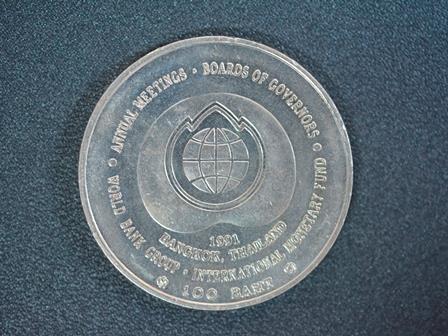 ANNUAL MEETINGS • BOARDS OF GOVERNORS
WORLD BANK GROUP • INTERNATIONAL MONETARY FUND
1991
BANGKOK, THAILAND
100 BAHT